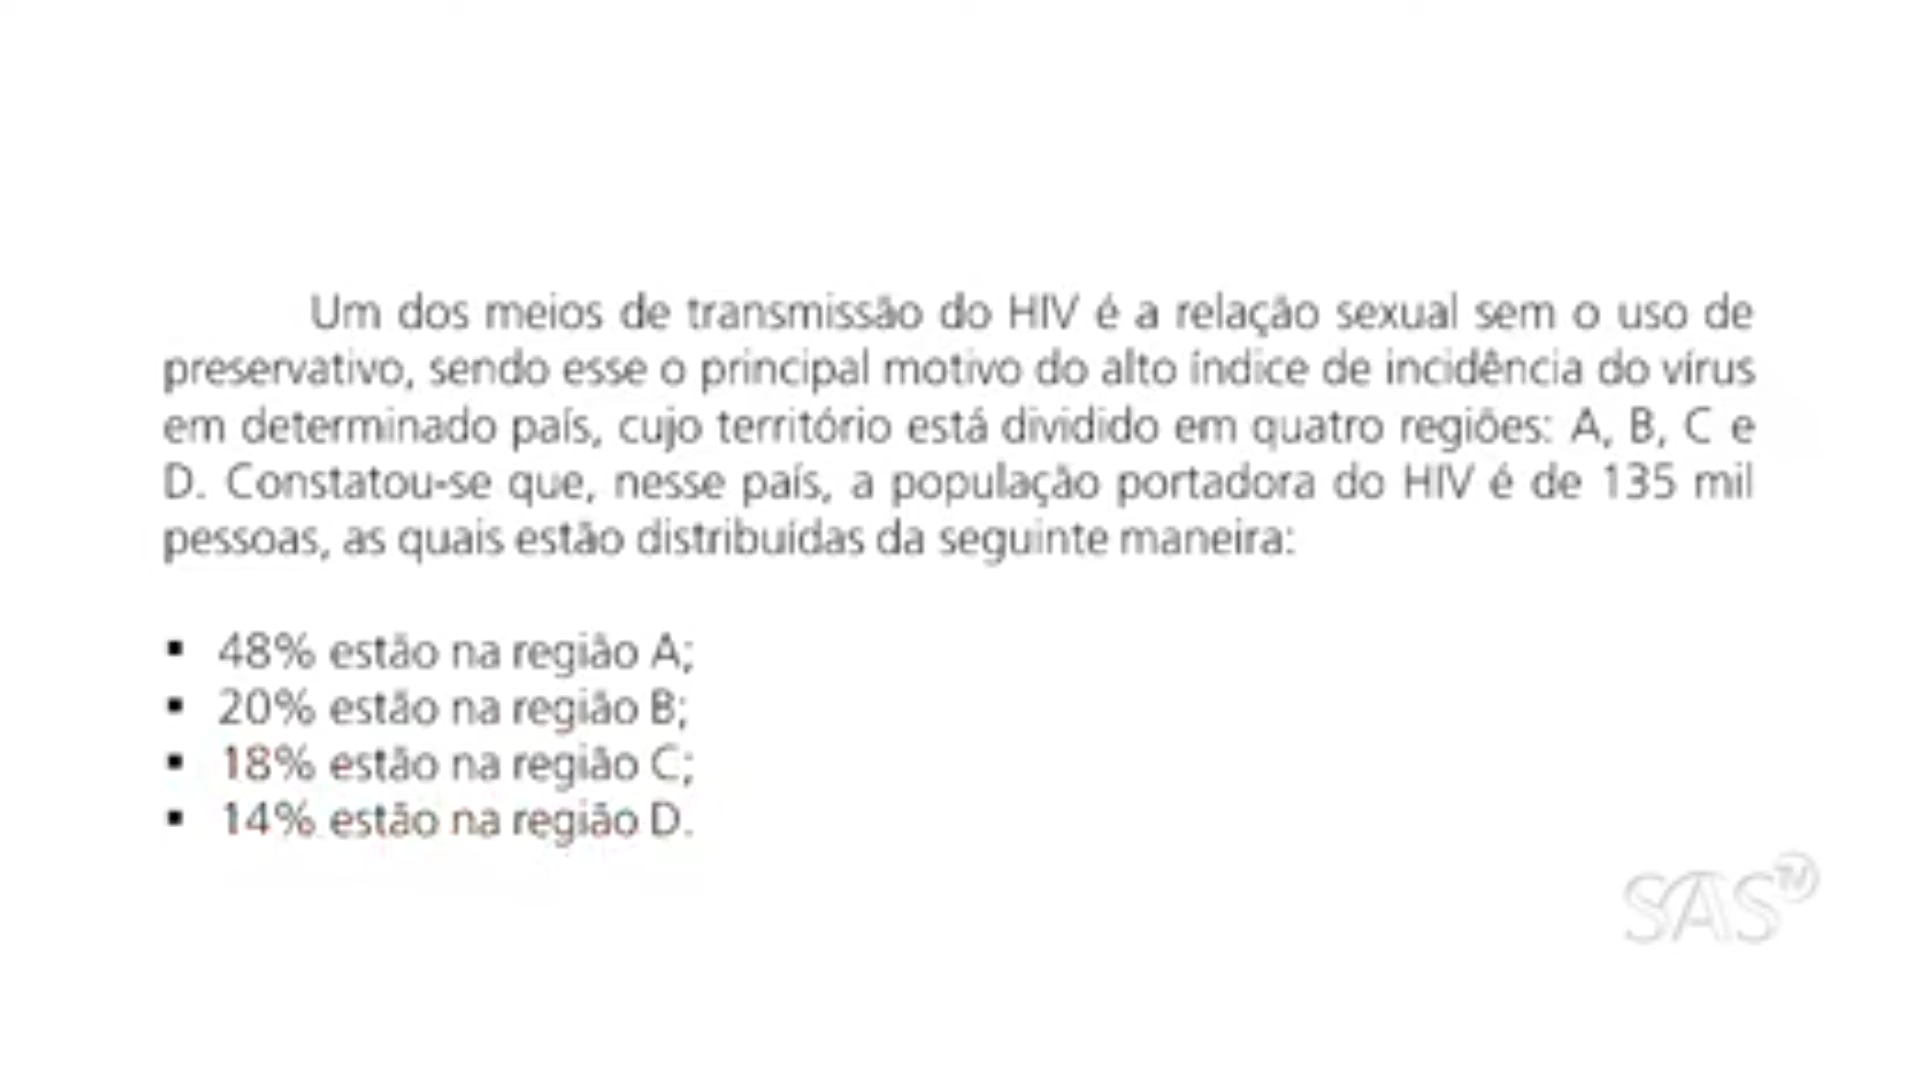 Um dos meios de transmissão do HIV é a relação sexual sem o uso de
preservativo, sendo esse o principal motivo do alto índice de incidência do vírus
em determinado país, cujo território está dividido em quatro regiões: A, B, C e
D. Constatou-se que, nesse país, a população portadora do HIV é de 135 mil
pessoas, as quais estão distribuídas da seguinte maneira:
▪ 48% estão na região A;
▪ 20% estão na região B;
▪ 18% estão na região C;
▪ 14% estão na região D.
SAS TV